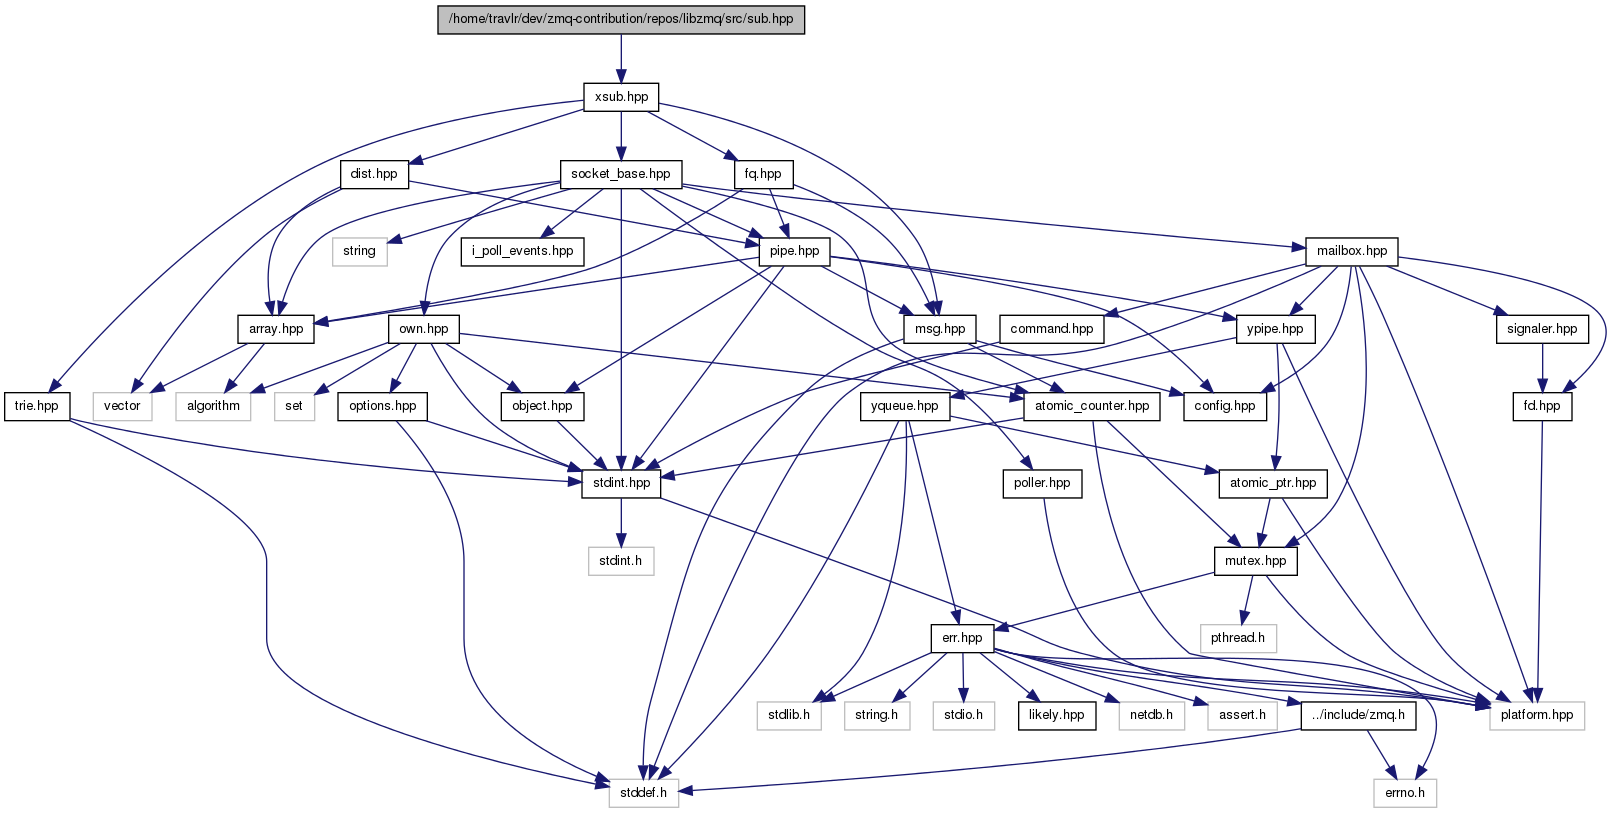 /home/travlr/dev/zmq-contribution/repos/libzmq/src/sub.hpp
xsub.hpp
dist.hpp
socket_base.hpp
fq.hpp
string
i_poll_events.hpp
pipe.hpp
mailbox.hpp
array.hpp
own.hpp
msg.hpp
command.hpp
ypipe.hpp
signaler.hpp
trie.hpp
vector
algorithm
set
options.hpp
object.hpp
yqueue.hpp
atomic_counter.hpp
config.hpp
fd.hpp
stdint.hpp
poller.hpp
atomic_ptr.hpp
stdint.h
mutex.hpp
err.hpp
pthread.h
stdlib.h
string.h
stdio.h
likely.hpp
netdb.h
assert.h
../include/zmq.h
platform.hpp
stddef.h
errno.h